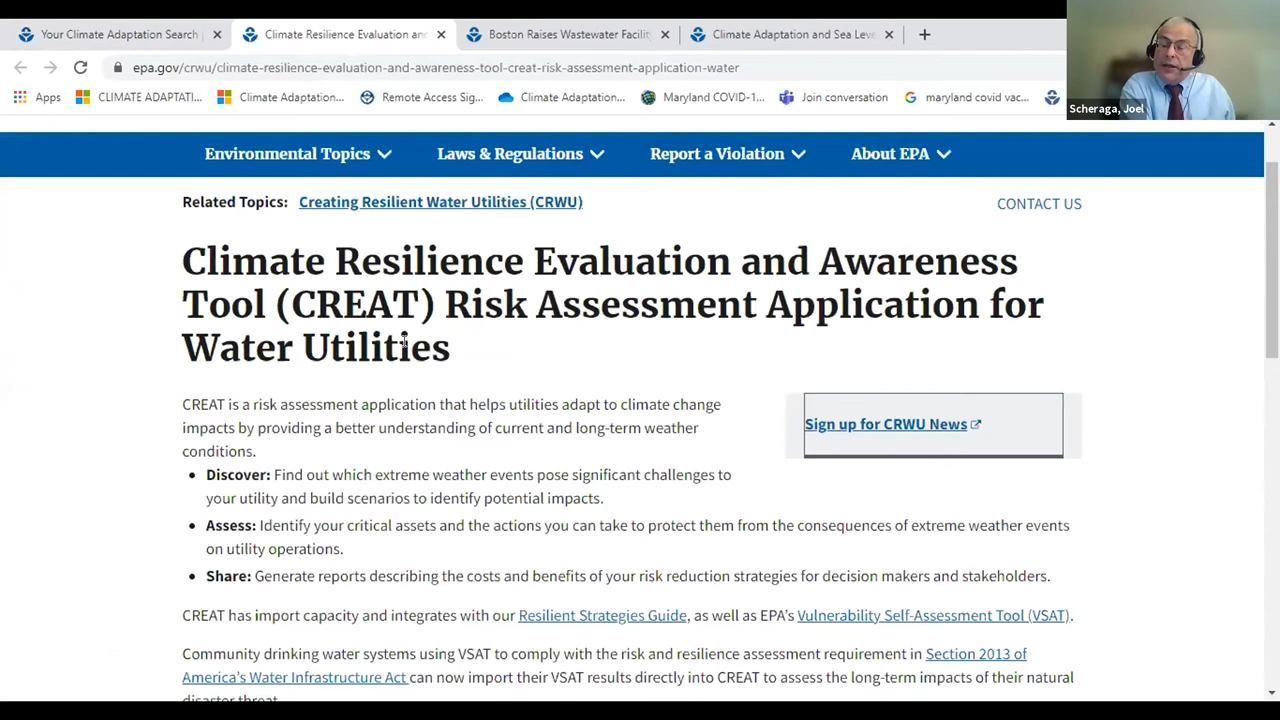 Your Climate Adaptation Search
Climate Resilience Evaluation an
Boston Raises Wastewater Facilit
Climate Adaptation and Sea Leve
epa.gov/crwu/climate-resilience-evaluation-and-awareness-tool-creat-risk-assessment-application-water
Apps
CLIMATE ADAPTATI...
Climate Adaptation...
Remote Access Sig...
Climate Adaptation...
Maryland COVID-1...
Join conversation
maryland covid vac...
Scheraga, Joel
Environmental Topics
Laws & Regulations
Report a Violation
About EPA
Related Topics: Creating Resilient Water Utilities (CRWU)
CONTACT US
Climate Resilience Evaluation and Awareness
Tool (CREAT) Risk Assessment Application for
Water Utilities
CREAT is a risk assessment application that helps utilities adapt to climate change
impacts by providing a better understanding of current and long-term weather
conditions.
Sign up for CRWU News
• Discover: Find out which extreme weather events pose significant challenges to
your utility and build scenarios to identify potential impacts.
• Assess: Identify your critical assets and the actions you can take to protect them from the consequences of extreme weather events
on utility operations.
• Share: Generate reports describing the costs and benefits of your risk reduction strategies for decision makers and stakeholders.
CREAT has import capacity and integrates with our Resilient Strategies Guide, as well as EPA's Vulnerability Self-Assessment Tool (VSAT).
Community drinking water systems using VSAT to comply with the risk and resilience assessment requirement in Section 2013 of
America's Water Infrastructure Act can now import their VSAT results directly into CREAT to assess the long-term impacts of their natural
disaster threat.